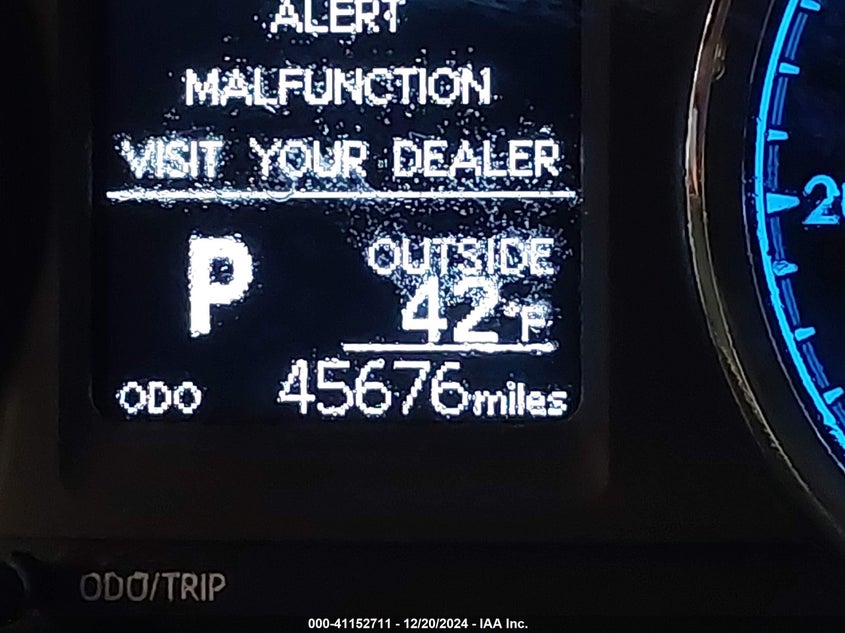 ALERT
MALFUNCTION
VISIT YOUR DEALER
P
OUTSIDE
42°F
ODO 45676 miles
ODO/TRIP
000-41152711 - 12/20/2024 - IAA Inc.